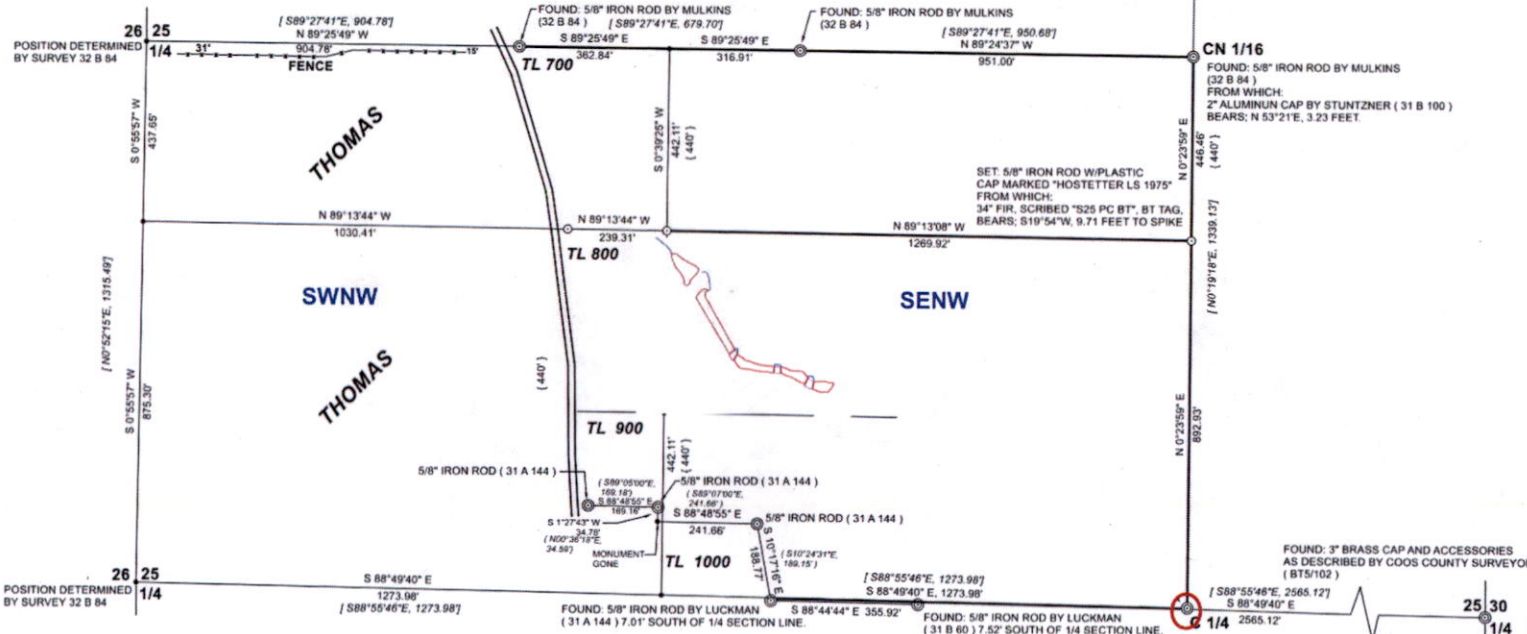 [ S89°27'41"E, 904.78']
FOUND: 5/8" IRON ROD BY MULKINS
(32 B 84 )
[ S89°27'41"E, 679.70']
FOUND: 5/8" IRON ROD BY MULKINS
(32 B 84 )
[S89°27'41"E, 950.68']
26 25
1/4
POSITION DETERMINED
BY SURVEY 32 B 84
N 89°25'49" W
904.78'
31'
15'
FENCE
S 89°25'49" E
362.84'
S 89°25'49" E
316.91'
N 89°24'37" W
951.00'
CN 1/16
TL 700
FOUND: 5/8" IRON ROD BY MULKINS
(32 B 84 )
FROM WHICH:
2" ALUMINUN CAP BY STUNTZNER ( 31 B 100 )
BEARS; N 53°21'E, 3.23 FEET.
S 0°55'57" W
437.65'
THOMAS
S 0°39'25" W
442.11'
( 440' )
N 0°23'59" E
446.46'
( 440' )
SET: 5/8" IRON ROD W/PLASTIC
CAP MARKED "HOSTETTER LS 1975"
FROM WHICH:
34" FIR, SCRIBED "S25 PC BT", BT TAG,
BEARS; S19°54"W, 9.71 FEET TO SPIKE
N 89°13'44" W
1030.41'
N 89°13'44" W
239.31'
N 89°13'08" W
1269.92'
TL 800
[ N0°19'18"E, 1339.13']
[ N0°52'15"E, 1315.49']
SWNW
SENW
S 0°55'57" W
875.30'
THOMAS
( 440' )
N 0°23'59" E
892.93'
TL 900
442.11'
( 440' )
5/8" IRON ROD ( 31 A 144 )
( S89°05'00"E,
169.18')
S 88°48'55" E
169.16'
5/8" IRON ROD ( 31 A 144 )
( S89°07'00"E,
241.66' )
S 88°48'55" E
241.66'
5/8" IRON ROD ( 31 A 144 )
S 1°27'43" W
34.78'
( N00°36'18"E,
34.59')
MONUMENT
GONE
TL 1000
S 10°17'16" E
188.77'
( S10°24'31"E,
189.15')
26 25
1/4
POSITION DETERMINED
BY SURVEY 32 B 84
S 88°49'40" E
1273.98'
[ S88°55'46"E, 1273.98']
[ S88°55'46"E, 1273.98']
S 88°49'40" E, 1273.98'
S 88°44'44" E 355.92'
FOUND: 5/8" IRON ROD BY LUCKMAN
( 31 A 144 ) 7.01' SOUTH OF 1/4 SECTION LINE.
FOUND: 5/8" IRON ROD BY LUCKMAN
( 31 B 60 ) 7.52' SOUTH OF 1/4 SECTION LINE.
C 1/4
[S88°55'46"E, 2565.12']
S 88°49'40" E
2565.12'
FOUND: 3" BRASS CAP AND ACCESSORIES
AS DESCRIBED BY COOS COUNTY SURVEYO
( BT5/102 )
25 30
1/4